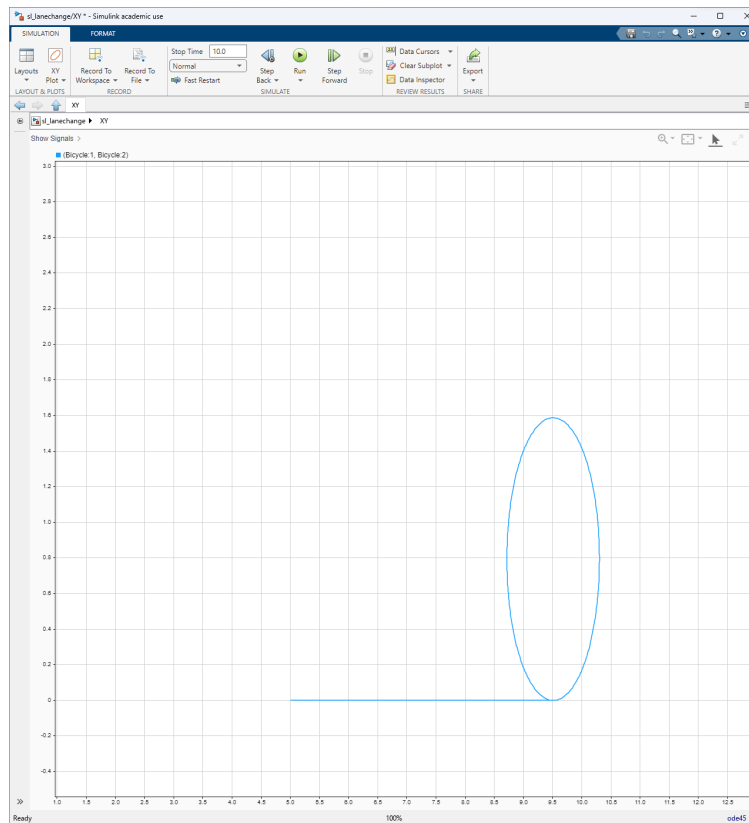 sl_lanechange/XY * - Simulink academic use
SIMULATION FORMAT
Stop Time 10.0
Normal
Fast Restart
Layouts
XY Plot
Record To Workspace
Record To File
Step Back
Run
Step Forward
Stop
Data Cursors
Clear Subplot
Data Inspector
Export
LAYOUT & PLOTS RECORD SIMULATE REVIEW RESULTS SHARE
XY
sl_lanechange XY
Show Signals >
(Bicycle:1, Bicycle:2)
3.0
2.8
2.6
2.4
2.2
2.0
1.8
1.6
1.4
1.2
1.0
0.8
0.6
0.4
0.2
0
-0.2
-0.4
1.0 1.5 2.0 2.5 3.0 3.5 4.0 4.5 5.0 5.5 6.0 6.5 7.0 7.5 8.0 8.5 9.0 9.5 10.0 10.5 11.0 11.5 12.0 12.5
Ready 100% ode45